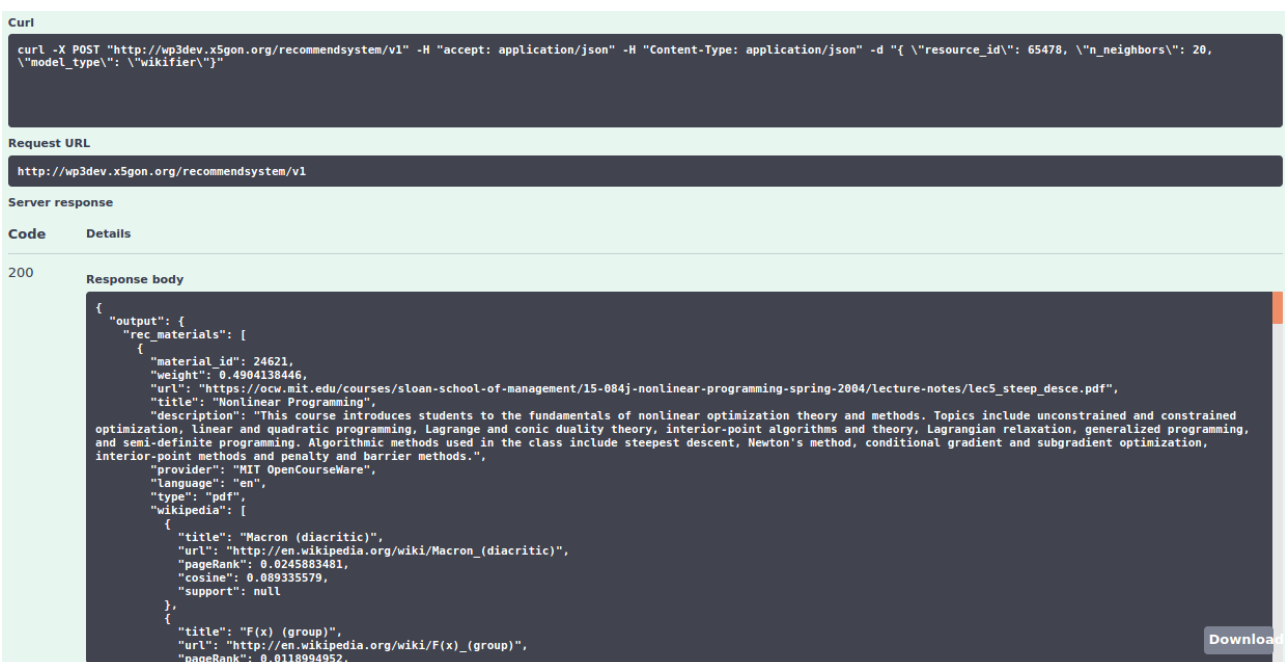 Curl
curl -X POST "http://wp3dev.x5gon.org/recommendsystem/v1" -H "accept: application/json" -H "Content-Type: application/json" -d "{ \"resource_id\": 65478, \"n_neighbors\": 20,
\"model_type\": \"wikifier\"}"
Request URL
http://wp3dev.x5gon.org/recommendsystem/v1
Server response
Code Details
200
Response body
{
"output": {
"rec_materials": [
{
"material_id": 24621,
"weight": 0.4904138446,
"url": "https://ocw.mit.edu/courses/sloan-school-of-management/15-084j-nonlinear-programming-spring-2004/lecture-notes/lec5_steep_desce.pdf",
"title": "Nonlinear Programming",
"description": "This course introduces students to the fundamentals of nonlinear optimization theory and methods. Topics include unconstrained and constrained
optimization, linear and quadratic programming, Lagrange and conic duality theory, interior-point algorithms and theory, Lagrangian relaxation, generalized programming,
and semi-definite programming. Algorithmic methods used in the class include steepest descent, Newton's method, conditional gradient and subgradient optimization,
interior-point methods and penalty and barrier methods.",
"provider": "MIT OpenCourseWare",
"language": "en",
"type": "pdf",
"wikipedia": [
{
"title": "Macron (diacritic)",
"url": "http://en.wikipedia.org/wiki/Macron_(diacritic)",
"pageRank": 0.0245883481,
"cosine": 0.089335579,
"support": null
},
{
"title": "F(x) (group)",
"url": "http://en.wikipedia.org/wiki/F(x)_(group)",
"pageRank": 0.0118994952,
Download